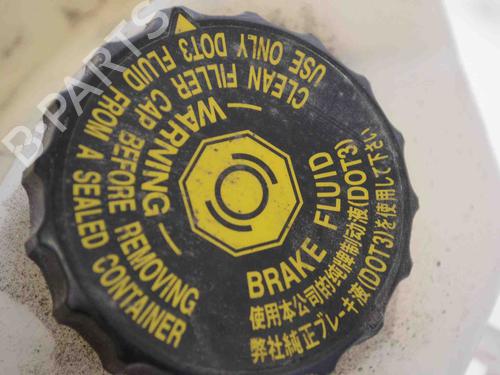 WARNING
CLEAN FILLER CAP BEFORE REMOVING
USE ONLY DOT3 FLUID FROM A SEALED CONTAINER
BRAKE FLUID
使用本公司的纯牌制动液(DOT3)
弊社純正ブレーキ液(DOT3)を使用して下さい
B-PARTS